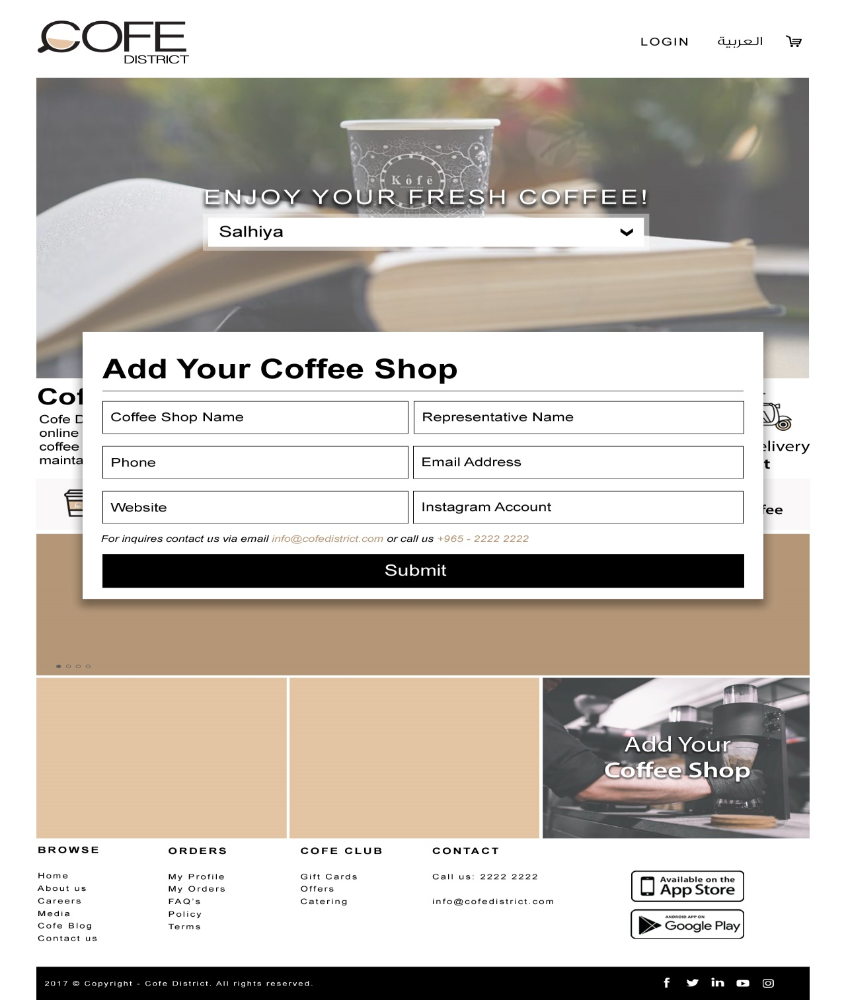 COFE
DISTRICT
LOGIN
العربية
Kôfē
ENJOY YOUR FRESH COFFEE!
Salhiya
Add Your Coffee Shop
Cof
Cofe D
online
coffee
mainta
elivery
t
fee
Coffee Shop Name
Representative Name
Phone
Email Address
Website
Instagram Account
For inquires contact us via email info@cofedistrict.com or call us +965 - 2222 2222
Submit
Add Your
Coffee Shop
BROWSE
Home
About us
Careers
Media
Cofe Blog
Contact us
ORDERS
My Profile
My Orders
FAQ's
Policy
Terms
COFE CLUB
Gift Cards
Offers
Catering
CONTACT
Call us: 2222 2222
info@cofedistrict.com
Available on the
App Store
ANDROID APP ON
Google Play
2017 © Copyright - Cofe District. All rights reserved.